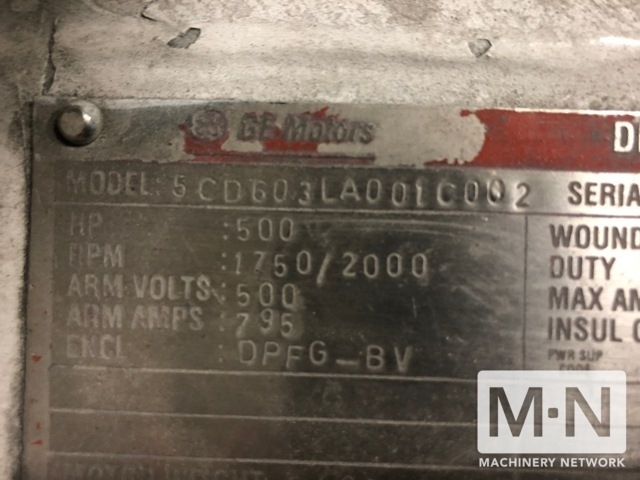 GE Motors
MODEL: 5CD603LA001C002 SERIA
HP :500
RPM :1750/2000
ARM VOLTS:500
ARM AMPS :795
ENCL :DPFG-BV
WOUND
DUTY
MAX AM
INSUL C
PWR SUP
CODE
M·N
MACHINERY NETWORK